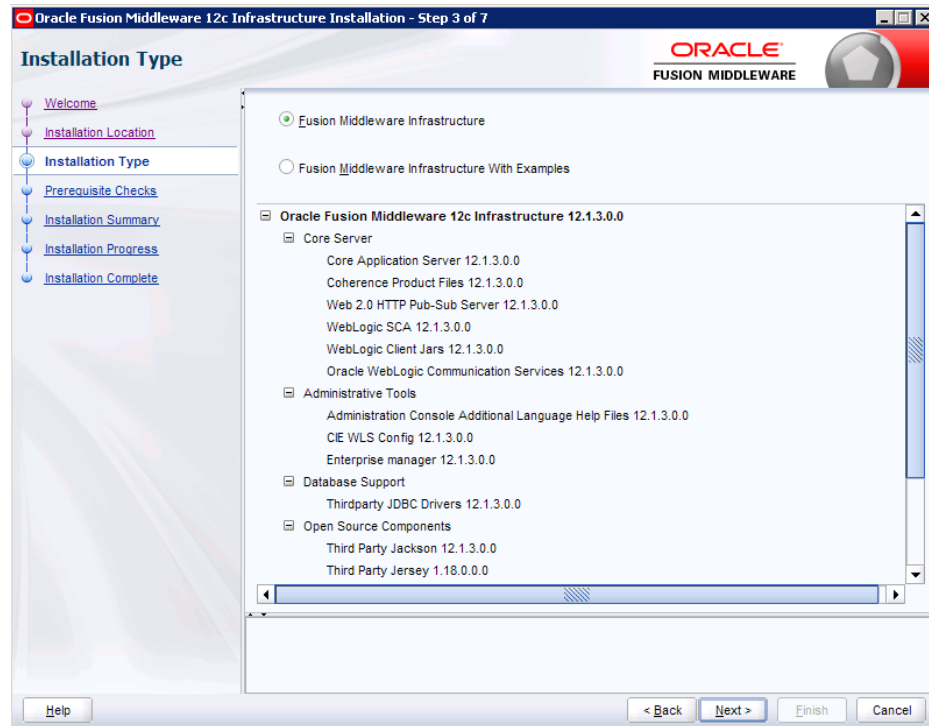 Oracle Fusion Middleware 12c Infrastructure Installation - Step 3 of 7
Installation Type
ORACLE
FUSION MIDDLEWARE
Welcome
Installation Location
Installation Type
Prerequisite Checks
Installation Summary
Installation Progress
Installation Complete
Fusion Middleware Infrastructure
Fusion Middleware Infrastructure With Examples
Oracle Fusion Middleware 12c Infrastructure 12.1.3.0.0
Core Server
Core Application Server 12.1.3.0.0
Coherence Product Files 12.1.3.0.0
Web 2.0 HTTP Pub-Sub Server 12.1.3.0.0
WebLogic SCA 12.1.3.0.0
WebLogic Client Jars 12.1.3.0.0
Oracle WebLogic Communication Services 12.1.3.0.0
Administrative Tools
Administration Console Additional Language Help Files 12.1.3.0.0
CIE WLS Config 12.1.3.0.0
Enterprise manager 12.1.3.0.0
Database Support
Thirdparty JDBC Drivers 12.1.3.0.0
Open Source Components
Third Party Jackson 12.1.3.0.0
Third Party Jersey 1.18.0.0.0
Help
< Back
Next >
Finish
Cancel